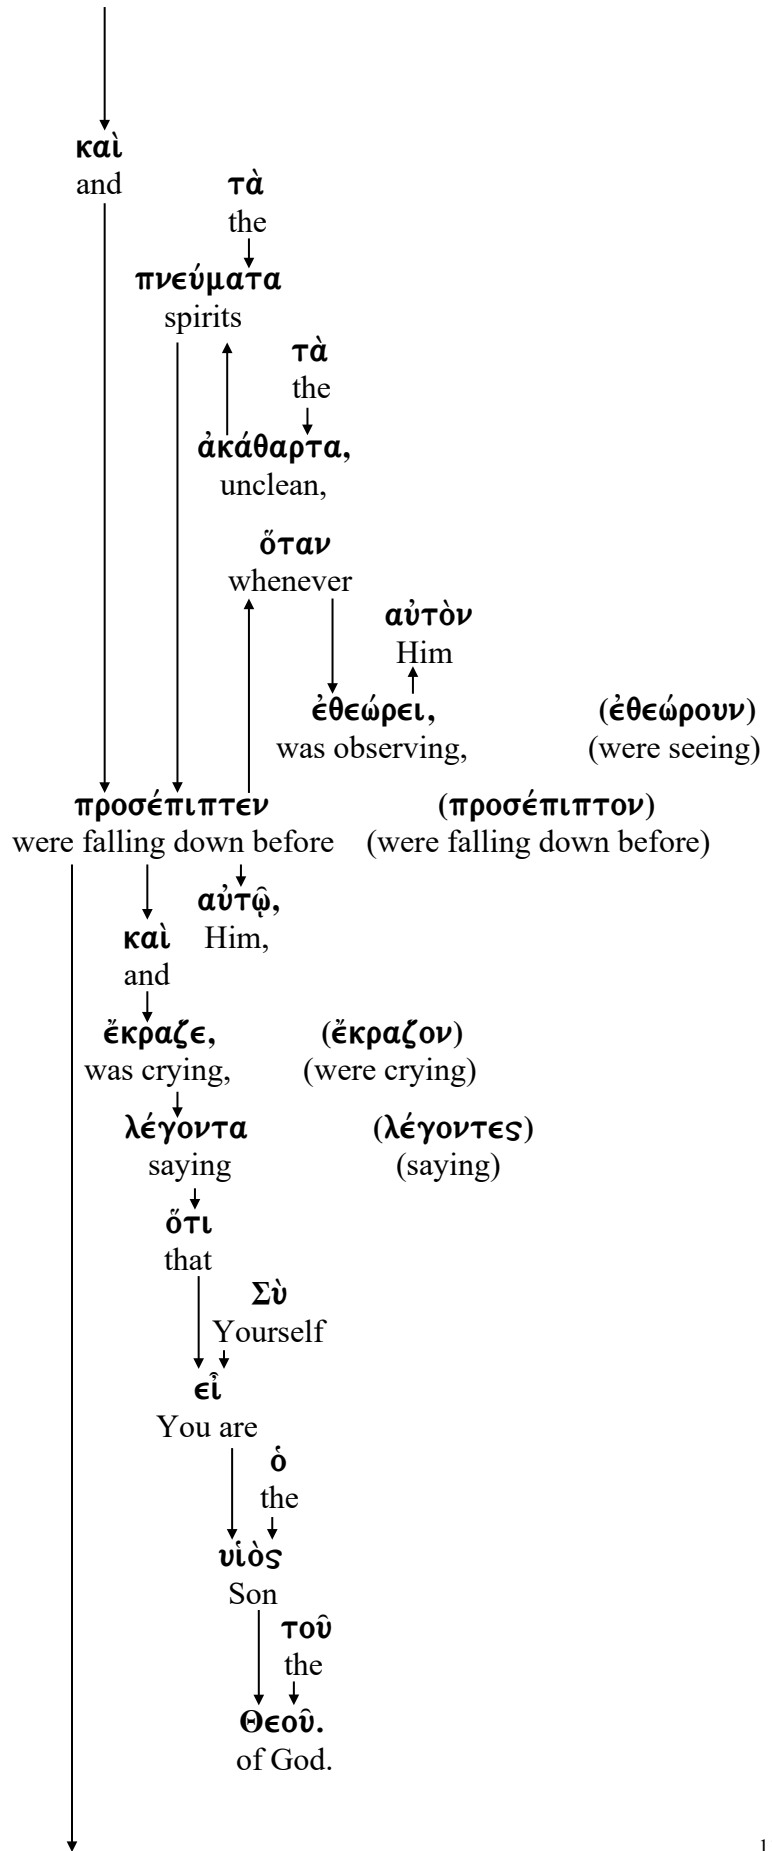 καὶ
and
τὰ
the
πνεύματα
spirits
τὰ
the
ἀκάθαρτα,
unclean,
ὅταν
whenever
αὐτὸν
Him
ἐθεώρει, (ἐθεώρουν)
was observing, (were seeing)
προσέπιπτεν (προσέπιπτον)
were falling down before (were falling down before)
αὐτῷ,
Him,
καὶ
and
ἔκραζε, (ἔκραζον)
was crying, (were crying)
λέγοντα (λέγοντες)
saying (saying)
ὅτι
that
Σὺ
Yourself
εἶ
You are
ὁ
the
υἱὸς
Son
τοῦ
the
Θεοῦ.
of God.
1